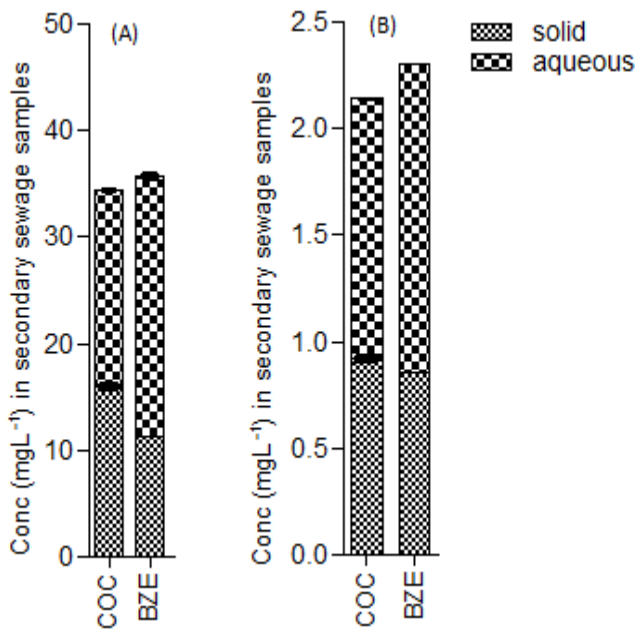 (A)
Conc (mgL⁻¹) in secondary sewage samples
50
40
30
20
10
0
COC
BZE
(B)
Conc (mgL⁻¹) in secondary sewage samples
2.5
2.0
1.5
1.0
0.5
0.0
COC
BZE
solid
aqueous